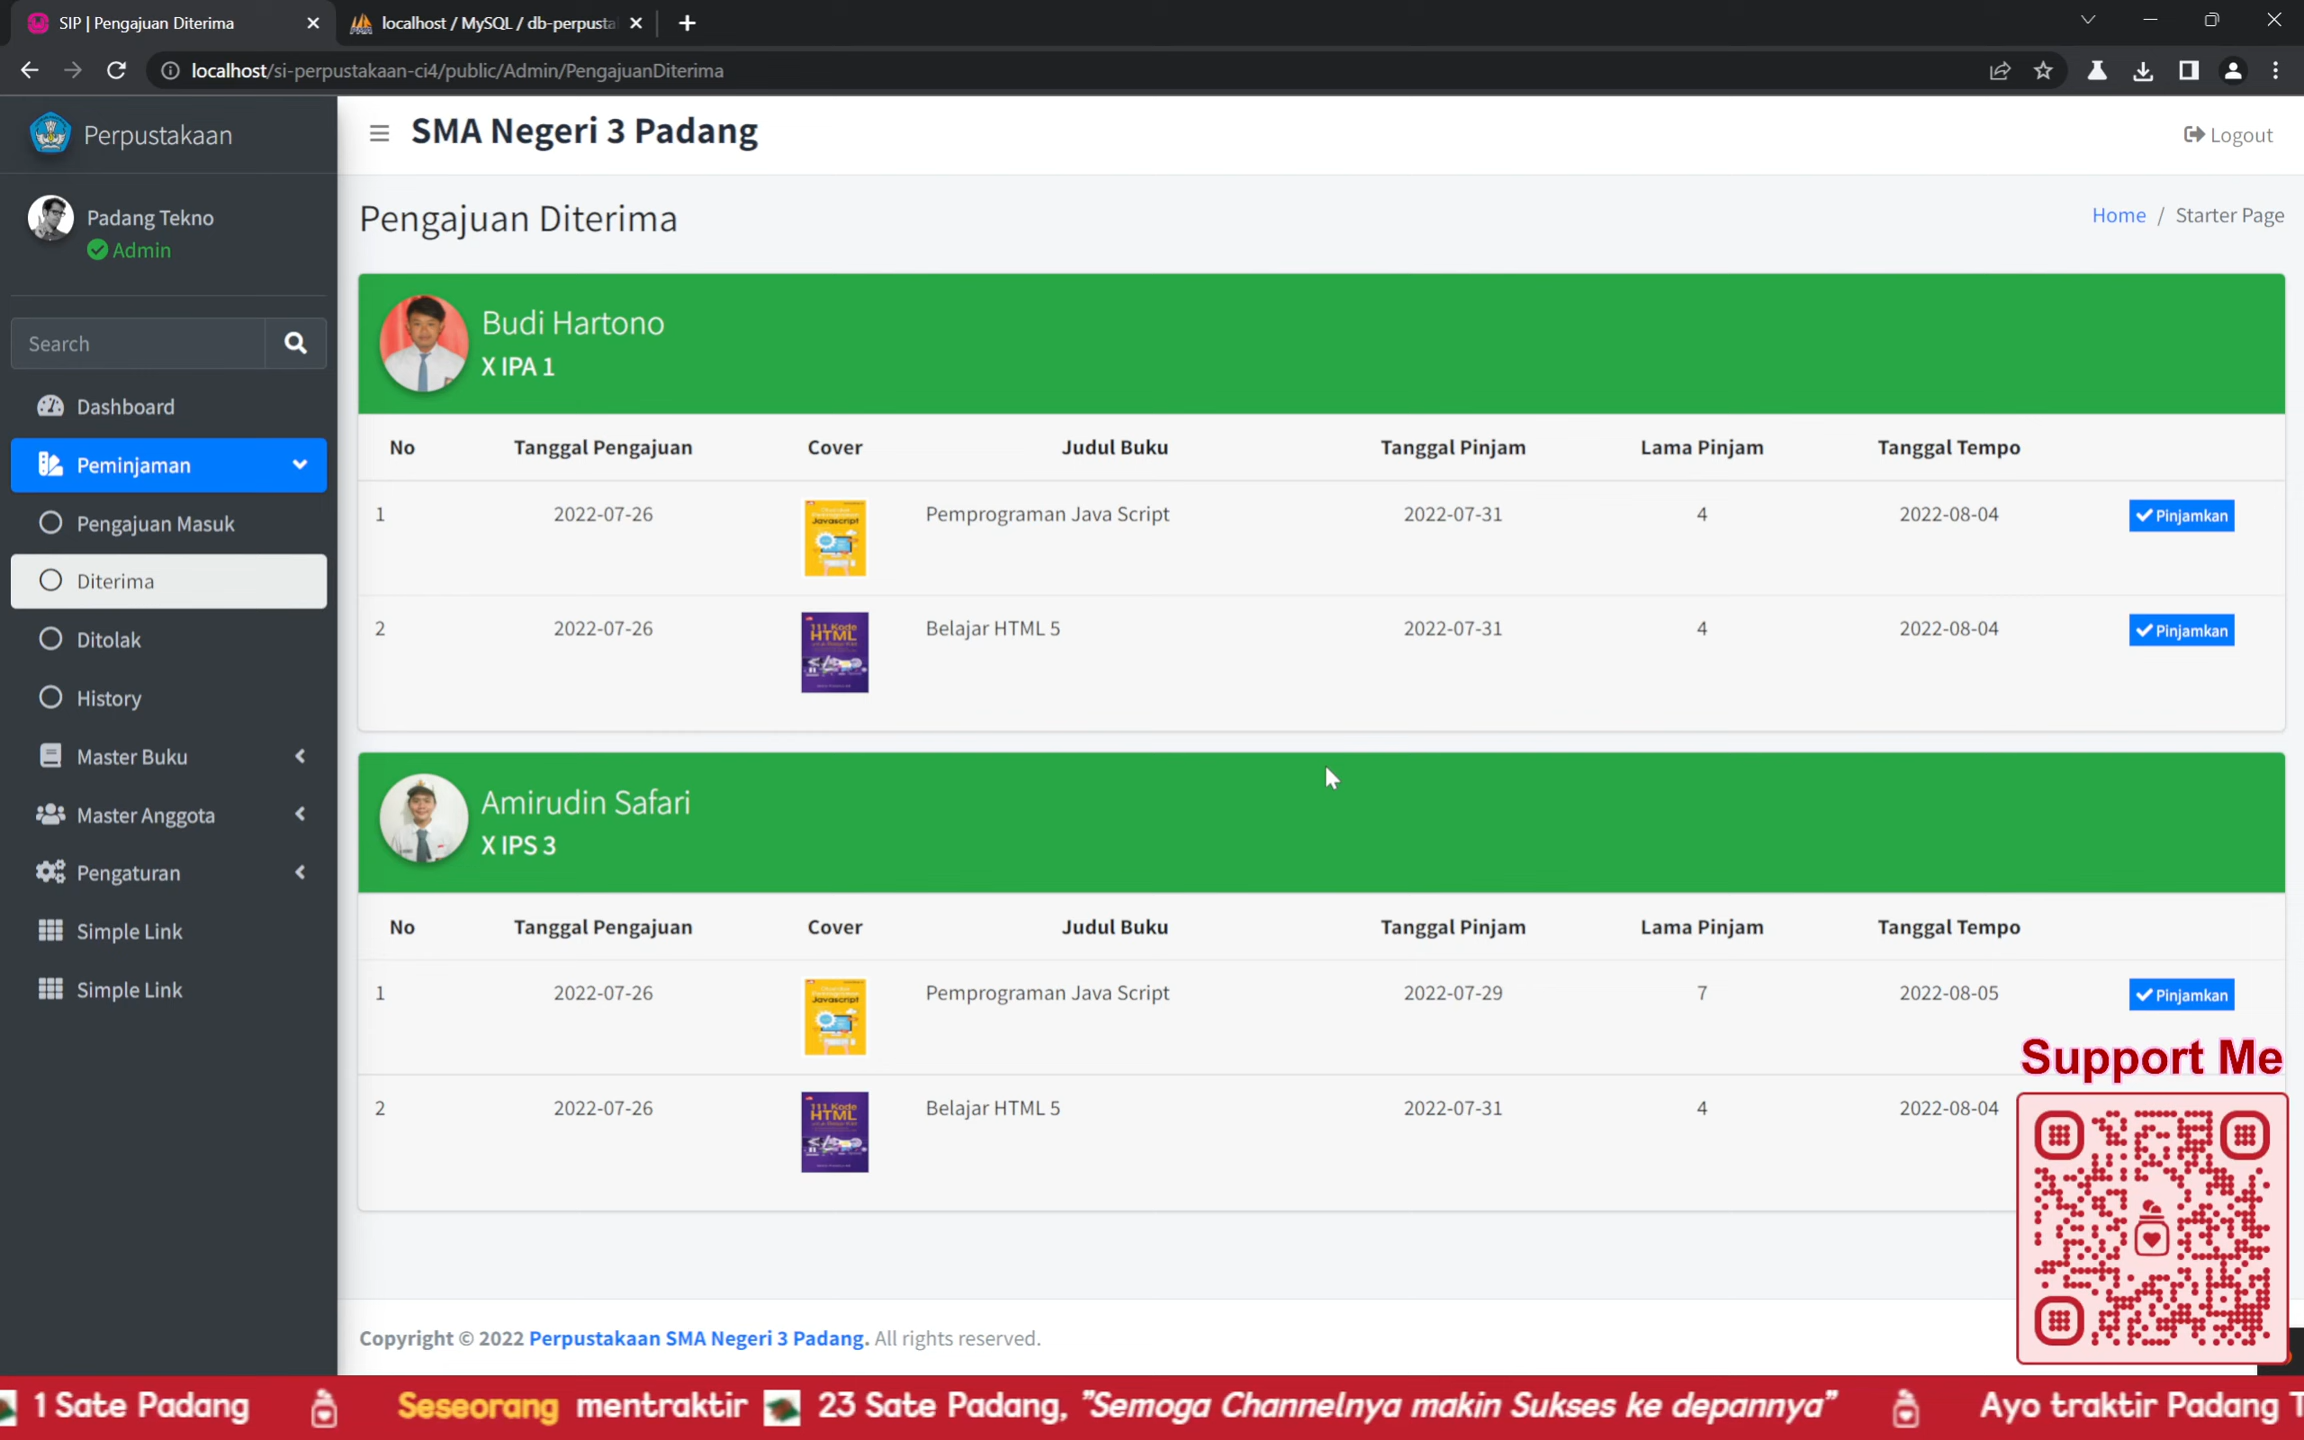 SIP | Pengajuan Diterima
localhost / MySQL / db-perpusta
localhost/si-perpustakaan-ci4/public/Admin/PengajuanDiterima
Perpustakaan
SMA Negeri 3 Padang
Logout
Padang Tekno
Admin
Pengajuan Diterima
Home / Starter Page
Search
Dashboard
Peminjaman
Pengajuan Masuk
Diterima
Ditolak
History
Master Buku
Master Anggota
Pengaturan
Simple Link
Simple Link
Budi Hartono
X IPA 1
No Tanggal Pengajuan Cover Judul Buku Tanggal Pinjam Lama Pinjam Tanggal Tempo
1 2022-07-26 Javascript Pemprograman Java Script 2022-07-31 4 2022-08-04 Pinjamkan
2 2022-07-26 111 Kode HTML Belajar HTML 5 2022-07-31 4 2022-08-04 Pinjamkan
Amirudin Safari
X IPS 3
No Tanggal Pengajuan Cover Judul Buku Tanggal Pinjam Lama Pinjam Tanggal Tempo
1 2022-07-26 Javascript Pemprograman Java Script 2022-07-29 7 2022-08-05 Pinjamkan
2 2022-07-26 111 Kode HTML Belajar HTML 5 2022-07-31 4 2022-08-04
Support Me
Copyright © 2022 Perpustakaan SMA Negeri 3 Padang. All rights reserved.
1 Sate Padang Seseorang mentraktir 23 Sate Padang, "Semoga Channelnya makin Sukses ke depannya" Ayo traktir Padang T